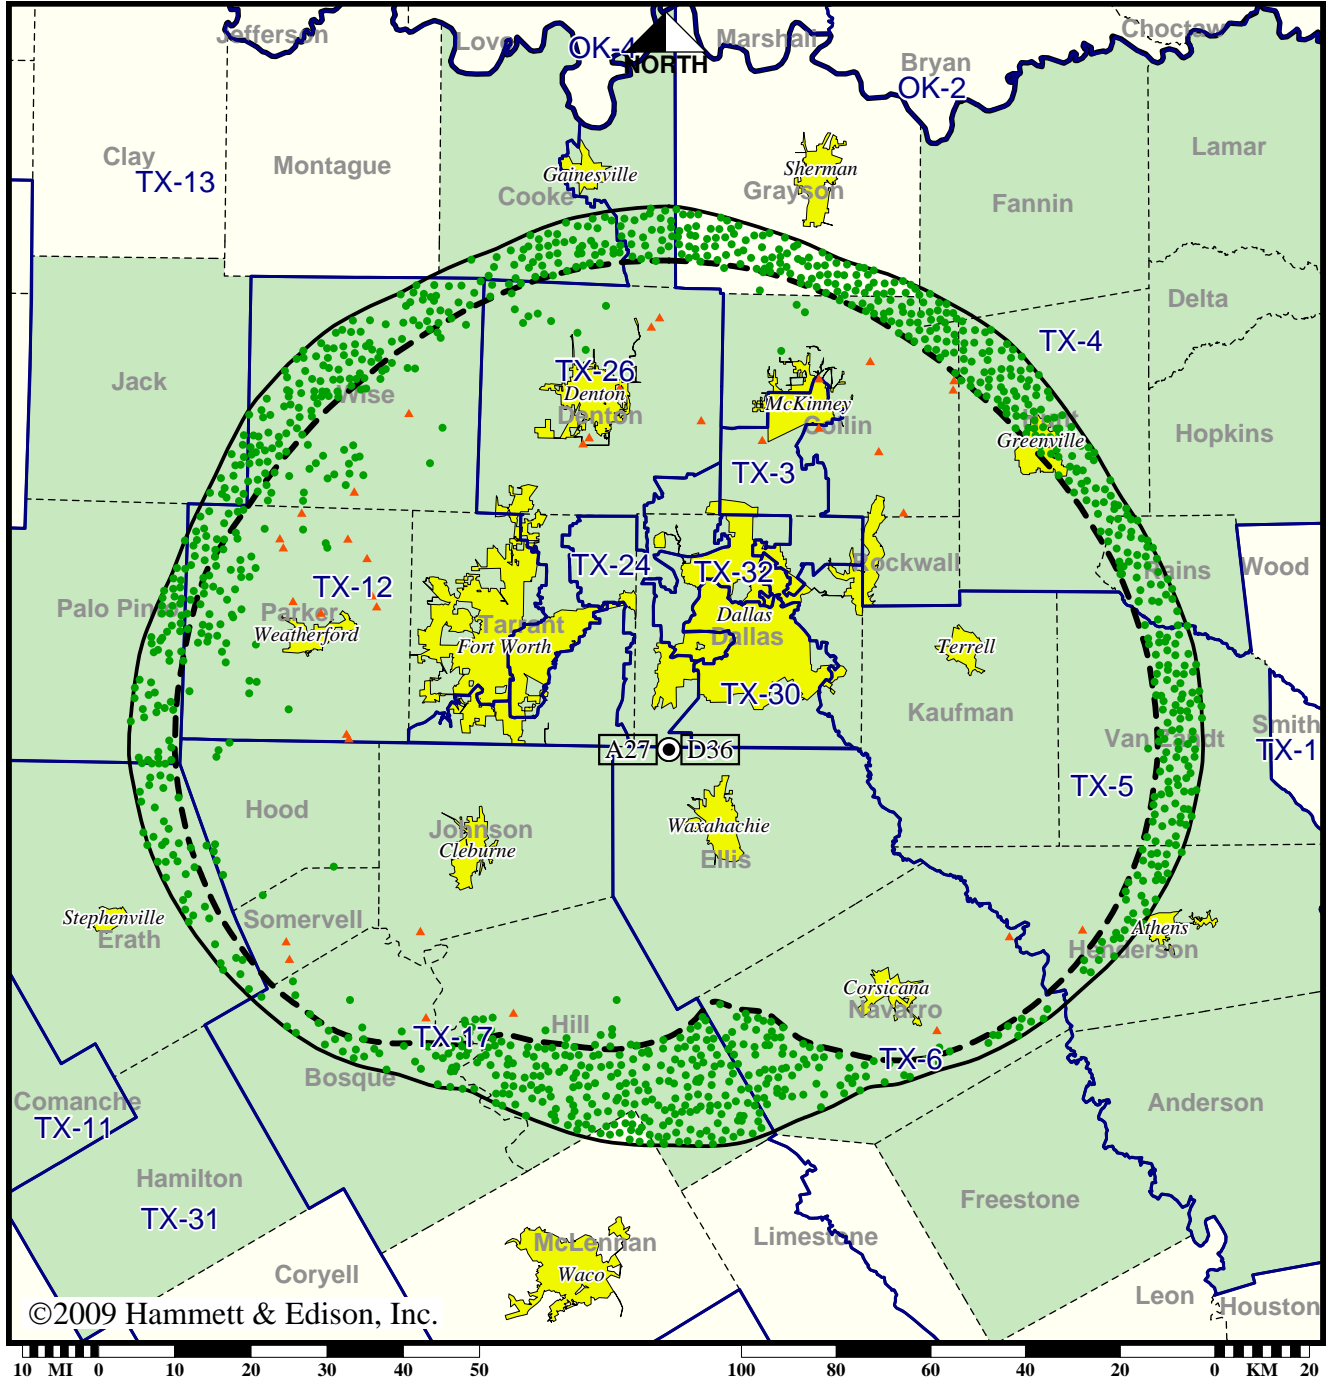 Jefferson
Love
OK-4
Marshall
Choctaw
NORTH
Bryan
OK-2
Clay
TX-13
Montague
Gainesville
Cooke
Sherman
Grayson
Fannin
Lamar
Delta
TX-4
Jack
Wise
TX-26
Denton
Denton
McKinney
Collin
Hunt
Greenville
Hopkins
TX-3
TX-24
TX-32
Rockwall
Rains
Wood
TX-12
Palo Pinto
Parker
Weatherford
Tarrant
Fort Worth
Dallas
Dallas
Terrell
TX-30
Kaufman
Van Zandt
Smith
TX-1
A27
D36
TX-5
Hood
Johnson
Cleburne
Waxahachie
Ellis
Stephenville
Erath
Somervell
Athens
Henderson
Corsicana
Navarro
TX-17
Hill
TX-6
Bosque
Comanche
TX-11
Anderson
Hamilton
TX-31
Freestone
McLennan
Waco
Limestone
Coryell
Leon
Houston
©2009 Hammett & Edison, Inc.
10 MI 0 10 20 30 40 50 100 80 60 40 20 0 KM 20